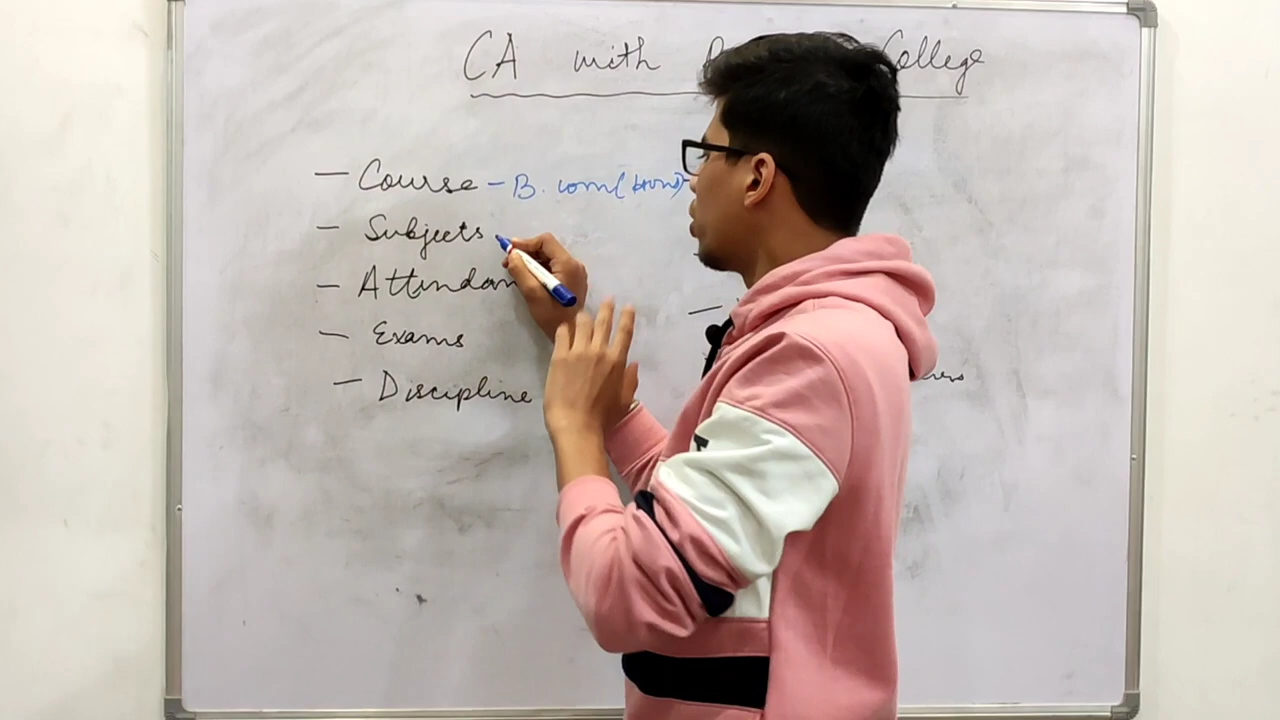 CA with College
— Course – B. com (Hons)
— Subjects
— Attendan
— Exams
— Discipline